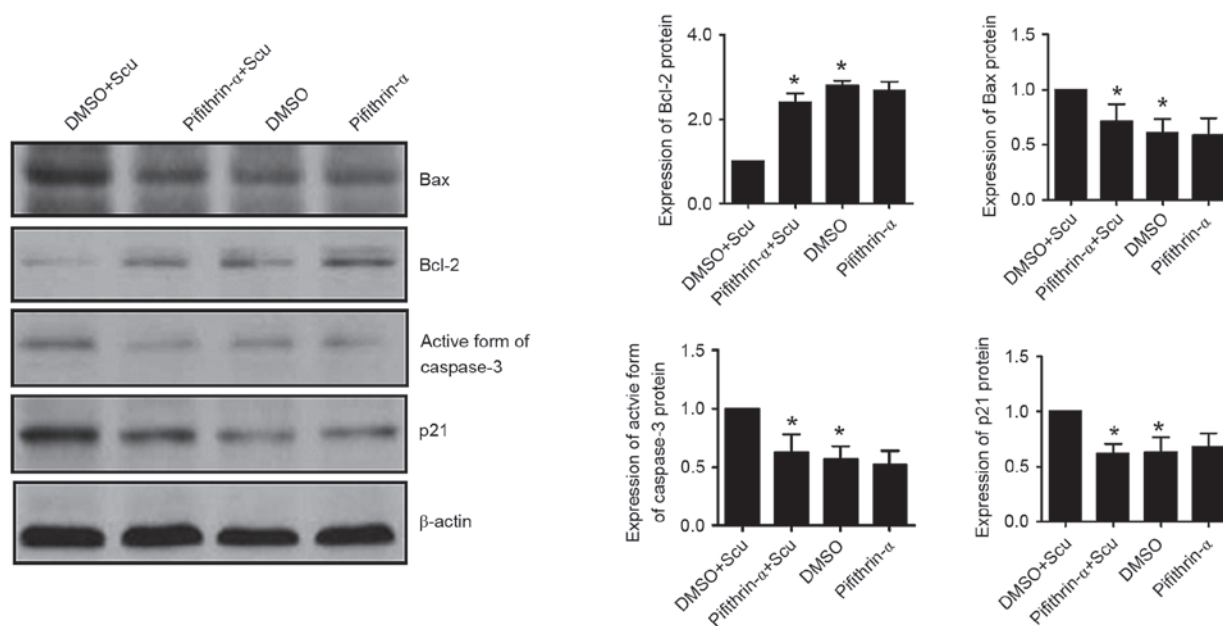 DMSO+Scu
Pifithrin-α+Scu
DMSO
Pifithrin-α
Bax
Bcl-2
Active form of
caspase-3
p21
β-actin
Expression of Bcl-2 protein
4.0
2.0
0.0
*
*
DMSO+Scu
Pifithrin-α+Scu
DMSO
Pifithrin-α
Expression of Bax protein
1.5
1.0
0.5
0.0
*
*
DMSO+Scu
Pifithrin-α+Scu
DMSO
Pifithrin-α
Expression of actvie form
of caspase-3 protein
1.5
1.0
0.5
0.0
*
*
DMSO+Scu
Pifithrin-α+Scu
DMSO
Pifithrin-α
Expression of p21 protein
1.5
1.0
0.5
0.0
*
*
DMSO+Scu
Pifithrin-α+Scu
DMSO
Pifithrin-α